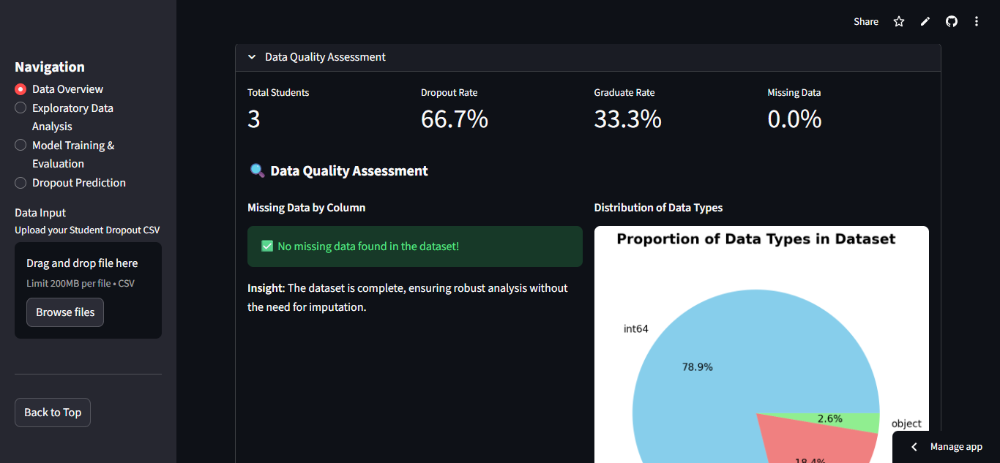 Share
Navigation
Data Overview
Exploratory Data
Analysis
Model Training &
Evaluation
Dropout Prediction
Data Input
Upload your Student Dropout CSV
Drag and drop file here
Limit 200MB per file • CSV
Browse files
Back to Top
Data Quality Assessment
Total Students
3
Dropout Rate
66.7%
Graduate Rate
33.3%
Missing Data
0.0%
Data Quality Assessment
Missing Data by Column
No missing data found in the dataset!
Insight: The dataset is complete, ensuring robust analysis without
the need for imputation.
Distribution of Data Types
Proportion of Data Types in Dataset
int64
78.9%
2.6%
object
18.4%
Manage app